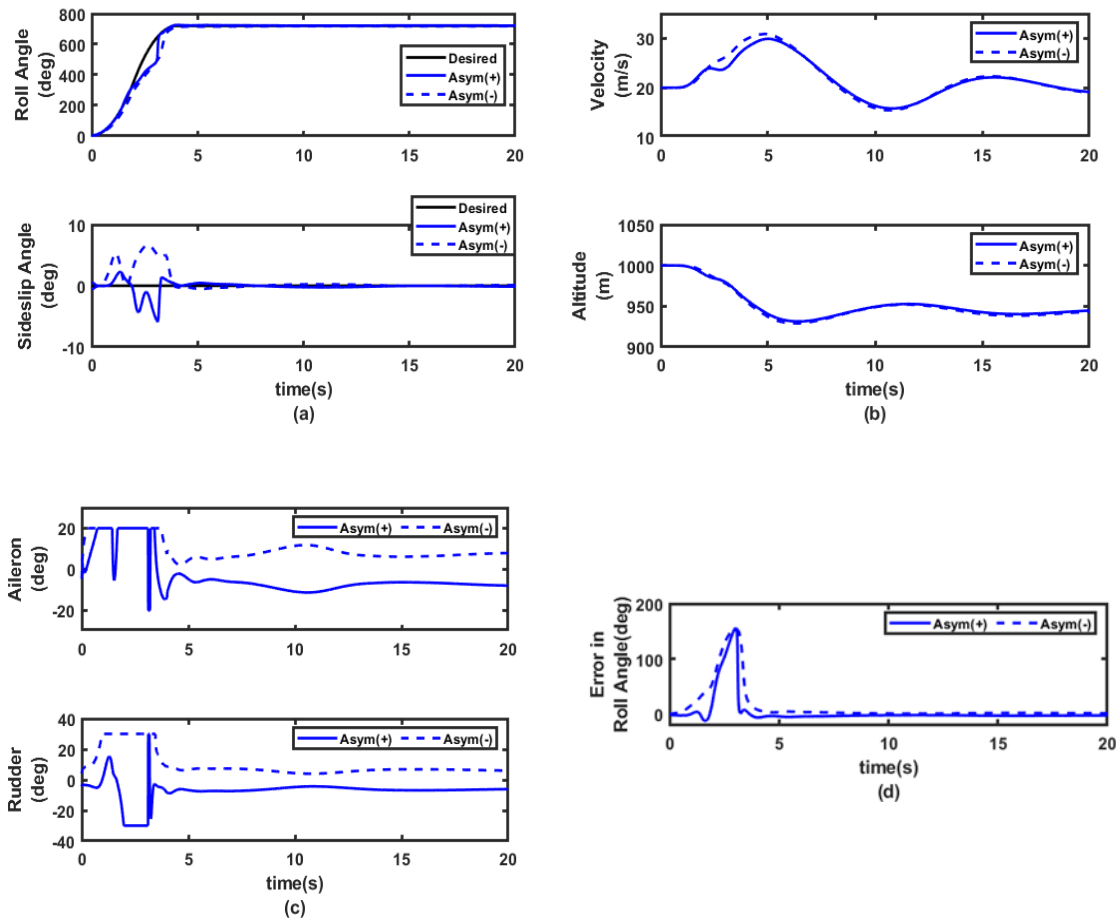 Roll Angle
(deg)
800
600
400
200
0
Desired
Asym(+)
Asym(-)
0 5 10 15 20
Sideslip Angle
(deg)
10
0
-10
Desired
Asym(+)
Asym(-)
0 5 10 15 20
time(s)
(a)
Velocity
(m/s)
30
20
10
Asym(+)
Asym(-)
0 5 10 15 20
Altitude
(m)
1050
1000
950
900
Asym(+)
Asym(-)
0 5 10 15 20
time(s)
(b)
Aileron
(deg)
20
0
-20
Asym(+) Asym(-)
0 5 10 15 20
Rudder
(deg)
40
20
0
-20
-40
Asym(+) Asym(-)
0 5 10 15 20
time(s)
(c)
Error in
Roll Angle(deg)
200
100
0
Asym(+) Asym(-)
0 5 10 15 20
time(s)
(d)